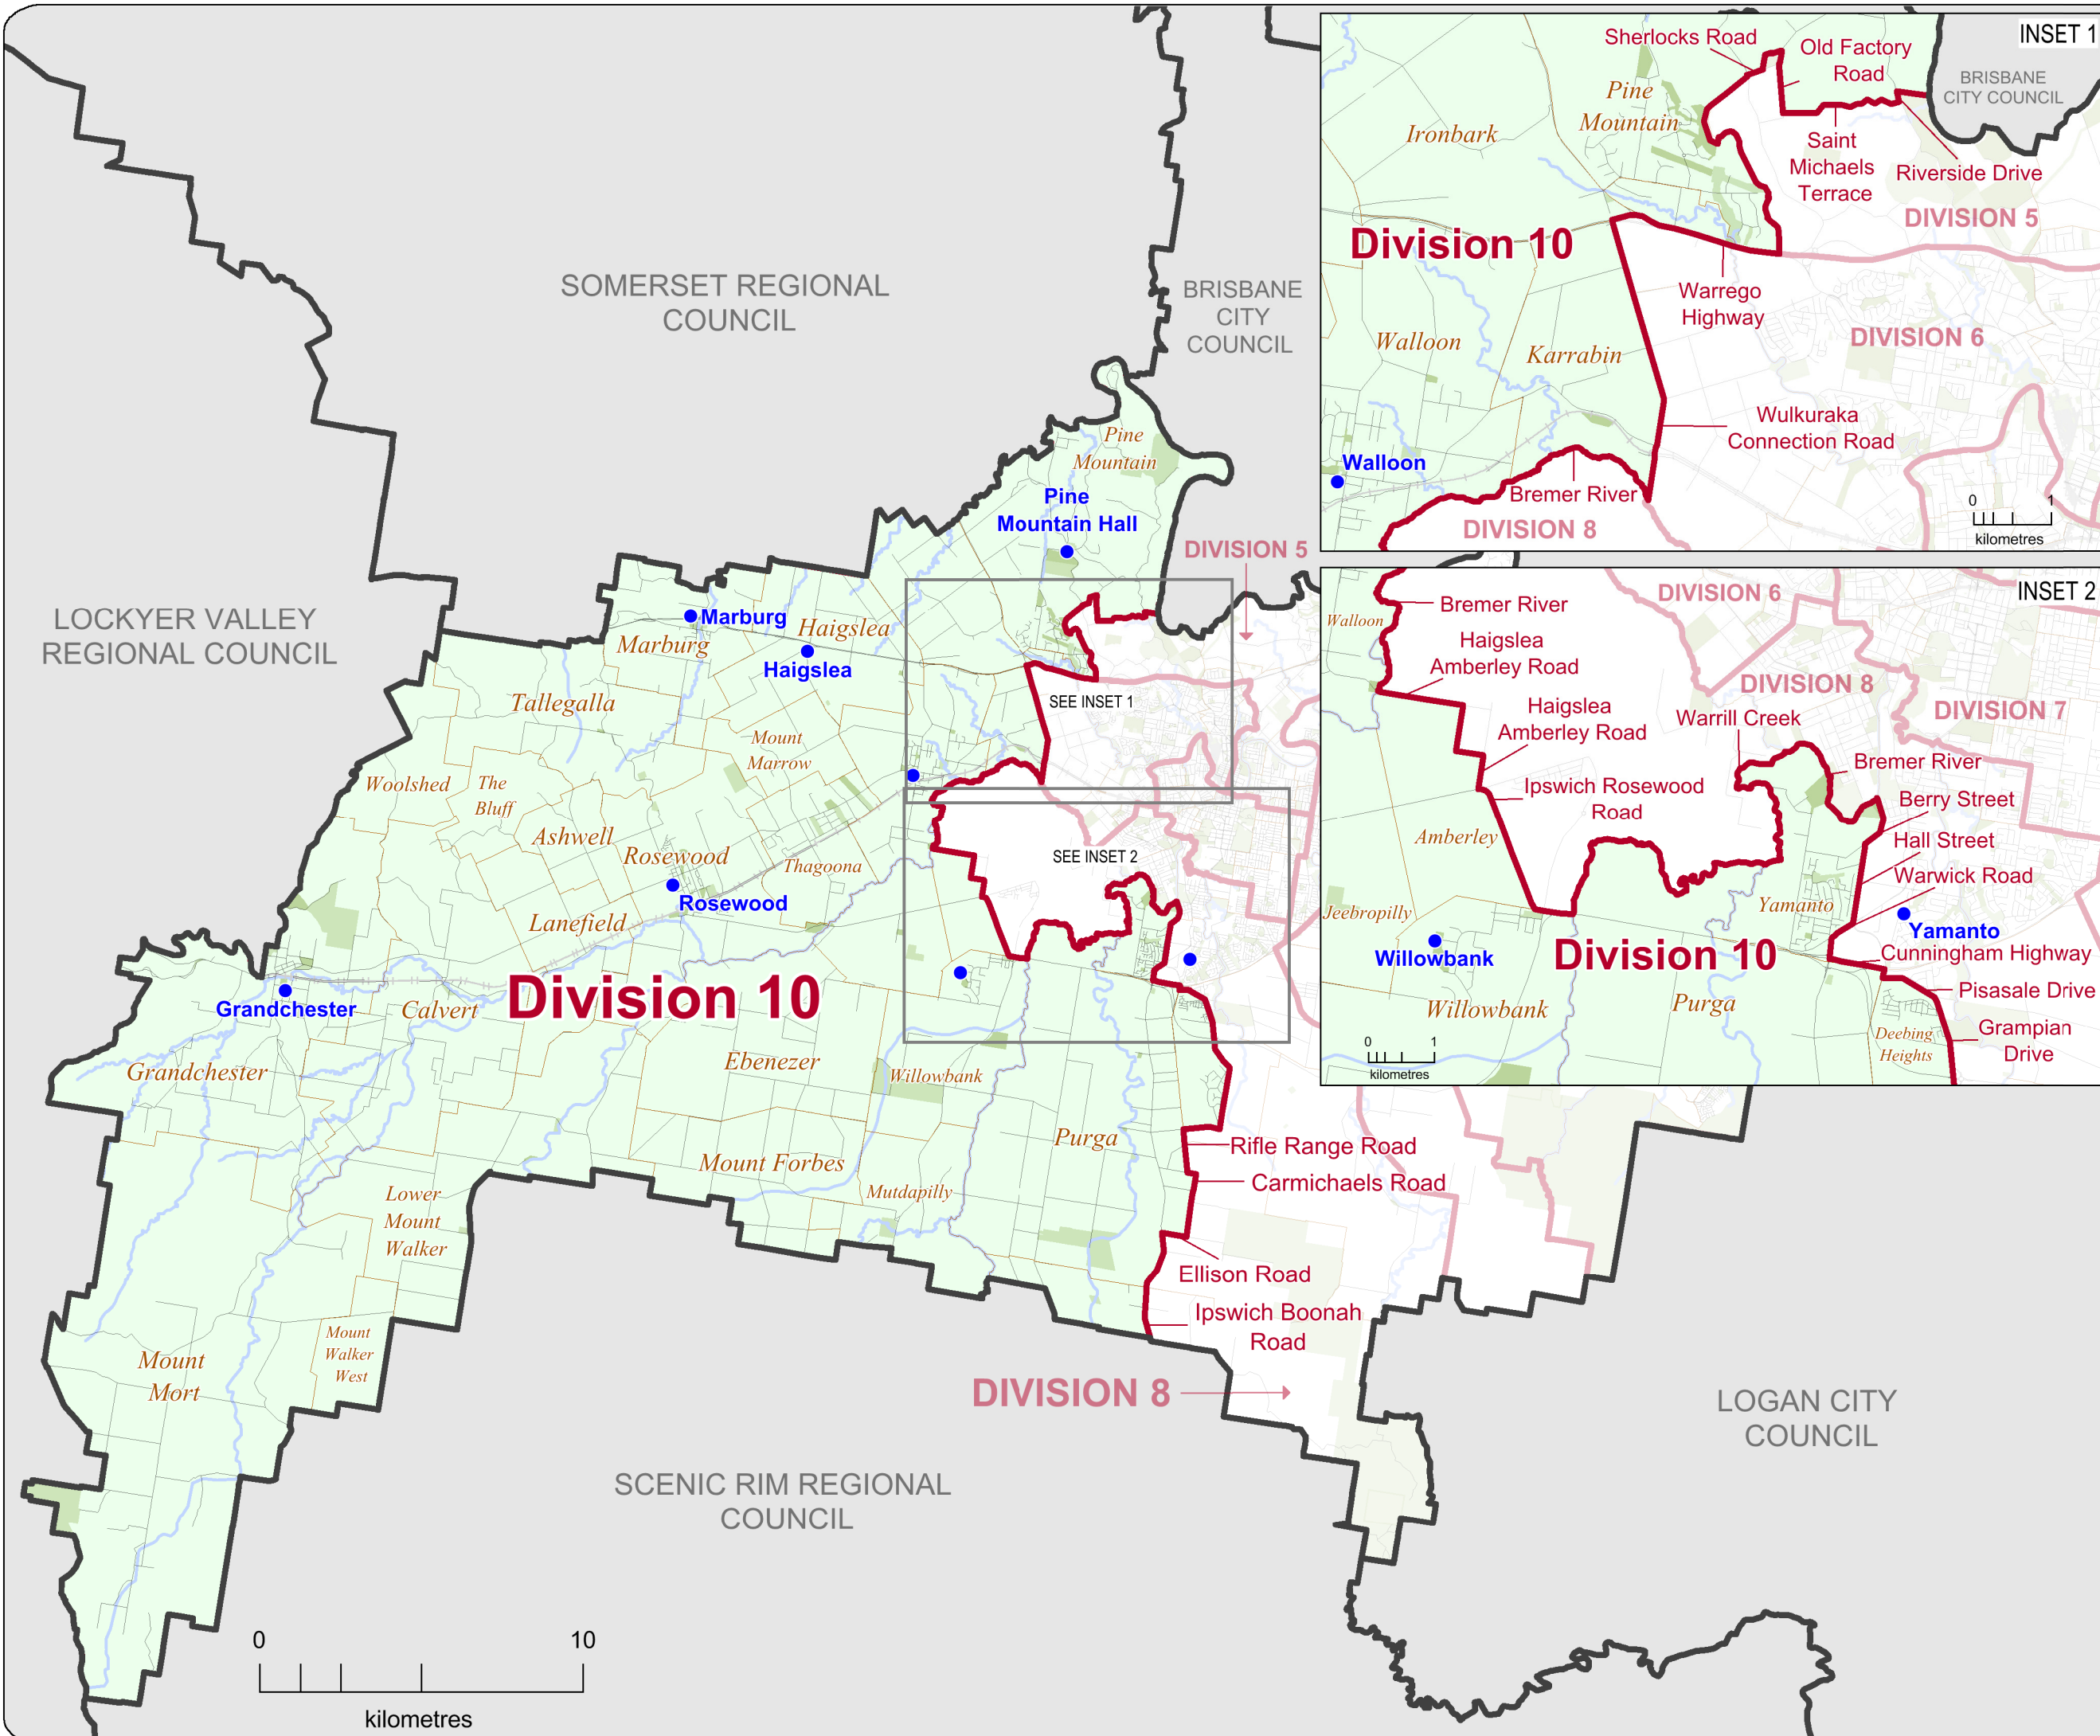 SOMERSET REGIONAL
COUNCIL
BRISBANE
CITY
COUNCIL
LOCKYER VALLEY
REGIONAL COUNCIL
Pine
Mountain
Pine
Mountain Hall
DIVISION 5
Marburg
Marburg
Haigslea
Haigslea
Tallegalla
SEE INSET 1
Mount
Marrow
Woolshed
The
Bluff
Ashwell
Rosewood
Thagoona
SEE INSET 2
Rosewood
Lanefield
Division 10
Grandchester
Calvert
Grandchester
Ebenezer
Willowbank
Purga
Rifle Range Road
Mount Forbes
Carmichaels Road
Mutdapilly
Lower
Mount
Walker
Ellison Road
Ipswich Boonah
Road
Mount
Walker
West
Mount
Mort
DIVISION 8
LOGAN CITY
COUNCIL
SCENIC RIM REGIONAL
COUNCIL
0 10
kilometres
INSET 1
Sherlocks Road
Old Factory
Road
BRISBANE
CITY COUNCIL
Pine
Mountain
Ironbark
Saint
Michaels
Terrace
Riverside Drive
DIVISION 5
Division 10
Warrego
Highway
DIVISION 6
Walloon
Karrabin
Wulkuraka
Connection Road
Walloon
Bremer River
DIVISION 8
0 1
kilometres
INSET 2
DIVISION 6
Bremer River
Walloon
Haigslea
Amberley Road
DIVISION 8
Haigslea
Amberley Road
Warrill Creek
DIVISION 7
Bremer River
Ipswich Rosewood
Road
Berry Street
Amberley
Hall Street
Warwick Road
Jeebropilly
Yamanto
Yamanto
Willowbank
Division 10
Cunningham Highway
Pisasale Drive
Willowbank
Purga
Grampian
Drive
Deebing
Heights
0 1
kilometres